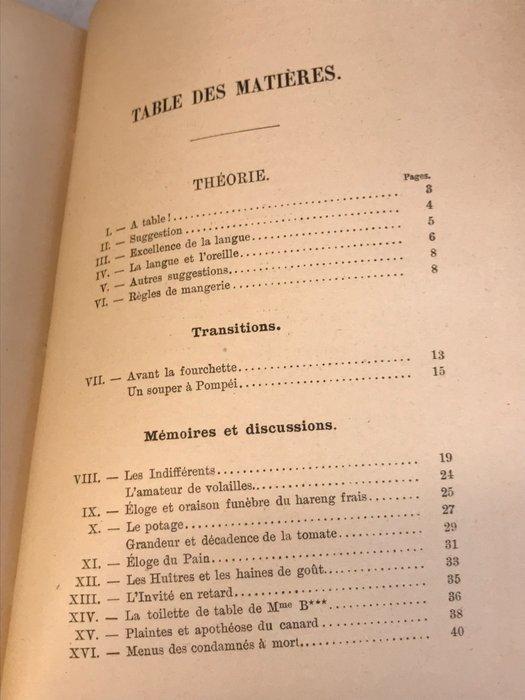 TABLE DES MATIÈRES.
THÉORIE.
Pages.
I. — A table!........................ 3
II. — Suggestion........................ 4
III. — Excellence de la langue........................ 5
IV. — La langue et l'oreille........................ 6
V. — Autres suggestions........................ 8
VI. — Règles de mangerie........................ 8
Transitions.
VII. — Avant la fourchette........................ 13
Un souper à Pompéi........................ 15
Mémoires et discussions.
VIII. — Les Indifférents........................ 19
L'amateur de volailles........................ 24
IX. — Éloge et oraison funèbre du hareng frais........ 25
X. — Le potage........................ 27
Grandeur et décadence de la tomate............ 29
XI. — Éloge du Pain........................ 31
XII. — Les Huîtres et les haines de goût............ 33
XIII. — L'Invité en retard........................ 35
XIV. — La toilette de table de Mme B***............ 36
XV. — Plaintes et apothéose du canard............ 38
XVI. — Menus des condamnés à mort............ 40